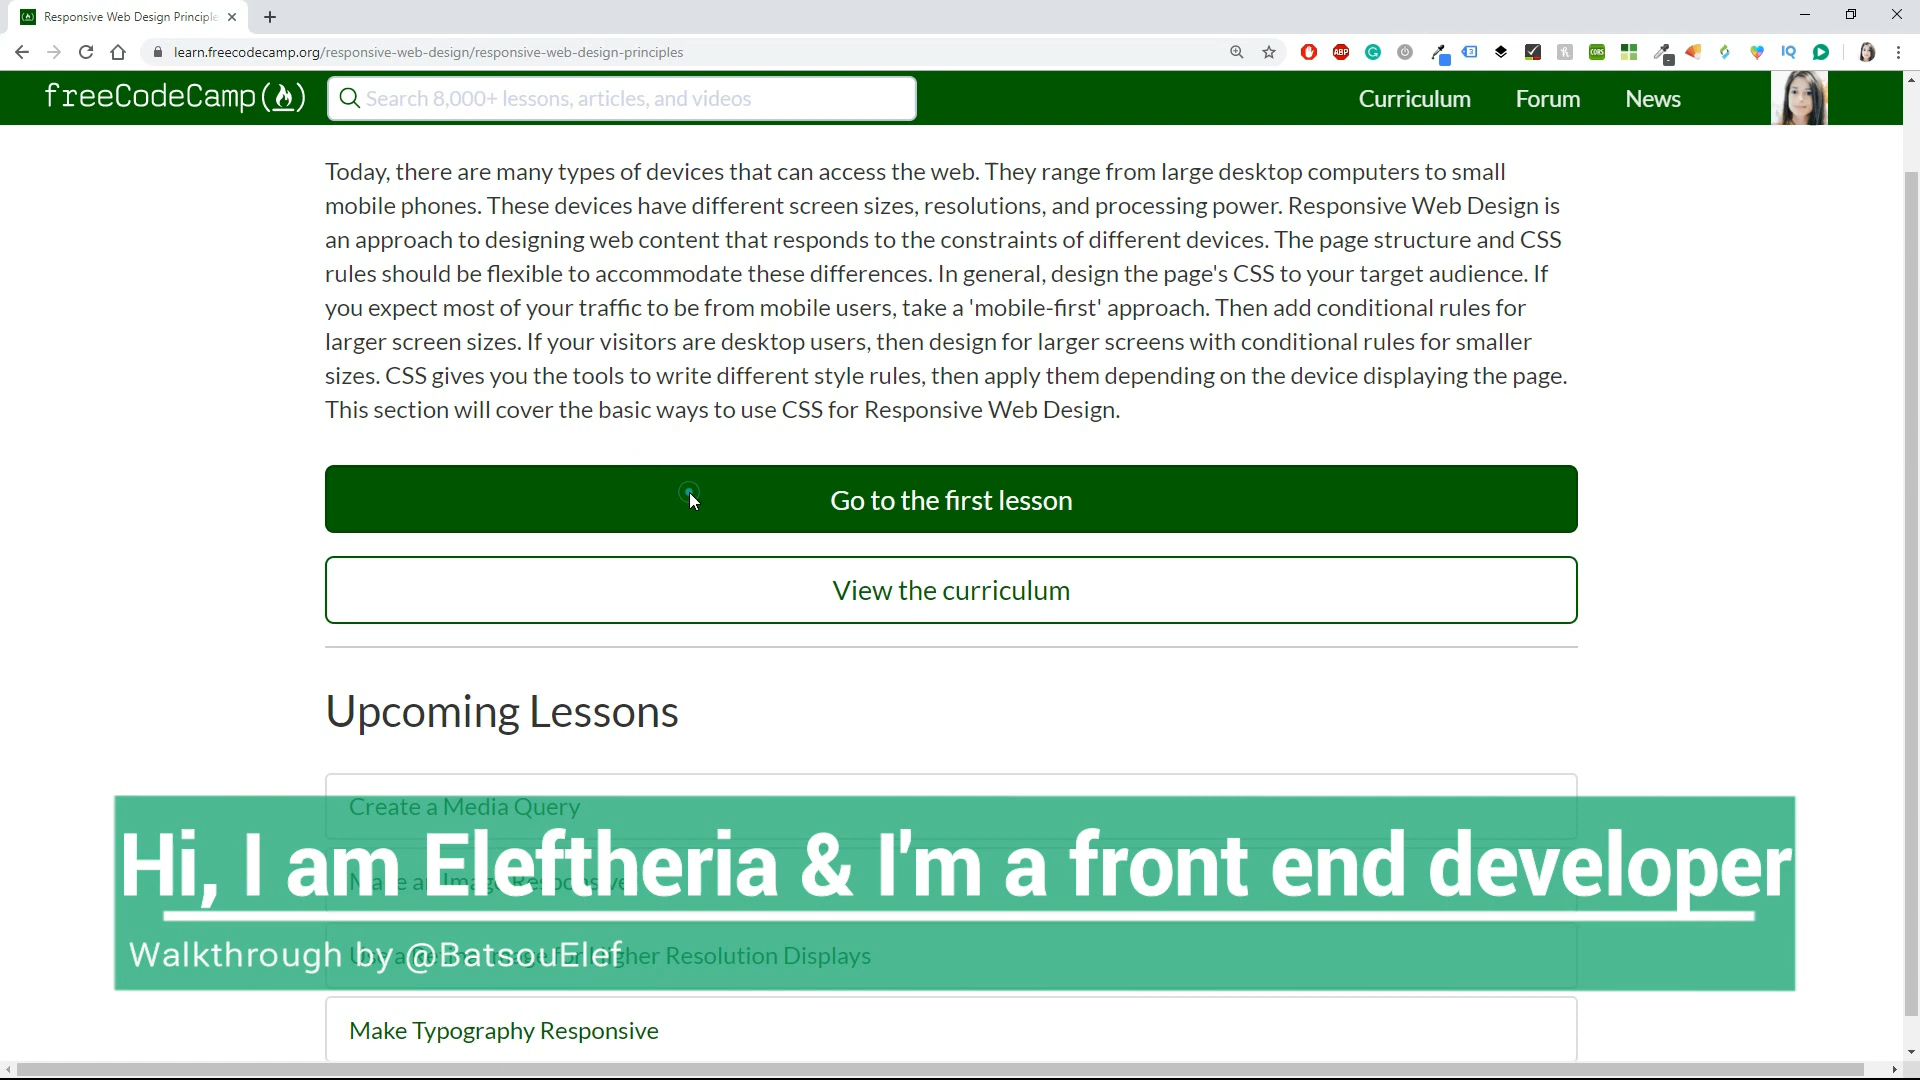 Responsive Web Design Principle
learn.freecodecamp.org/responsive-web-design/responsive-web-design-principles
freeCodeCamp
Search 8,000+ lessons, articles, and videos
Curriculum
Forum
News
Today, there are many types of devices that can access the web. They range from large desktop computers to small
mobile phones. These devices have different screen sizes, resolutions, and processing power. Responsive Web Design is
an approach to designing web content that responds to the constraints of different devices. The page structure and CSS
rules should be flexible to accommodate these differences. In general, design the page's CSS to your target audience. If
you expect most of your traffic to be from mobile users, take a 'mobile-first' approach. Then add conditional rules for
larger screen sizes. If your visitors are desktop users, then design for larger screens with conditional rules for smaller
sizes. CSS gives you the tools to write different style rules, then apply them depending on the device displaying the page.
This section will cover the basic ways to use CSS for Responsive Web Design.
Go to the first lesson
View the curriculum
Upcoming Lessons
Create a Media Query
Hi, I am Eleftheria & I'm a front end developer
Walkthrough by @BatsouElef
Resolution Displays
Make Typography Responsive